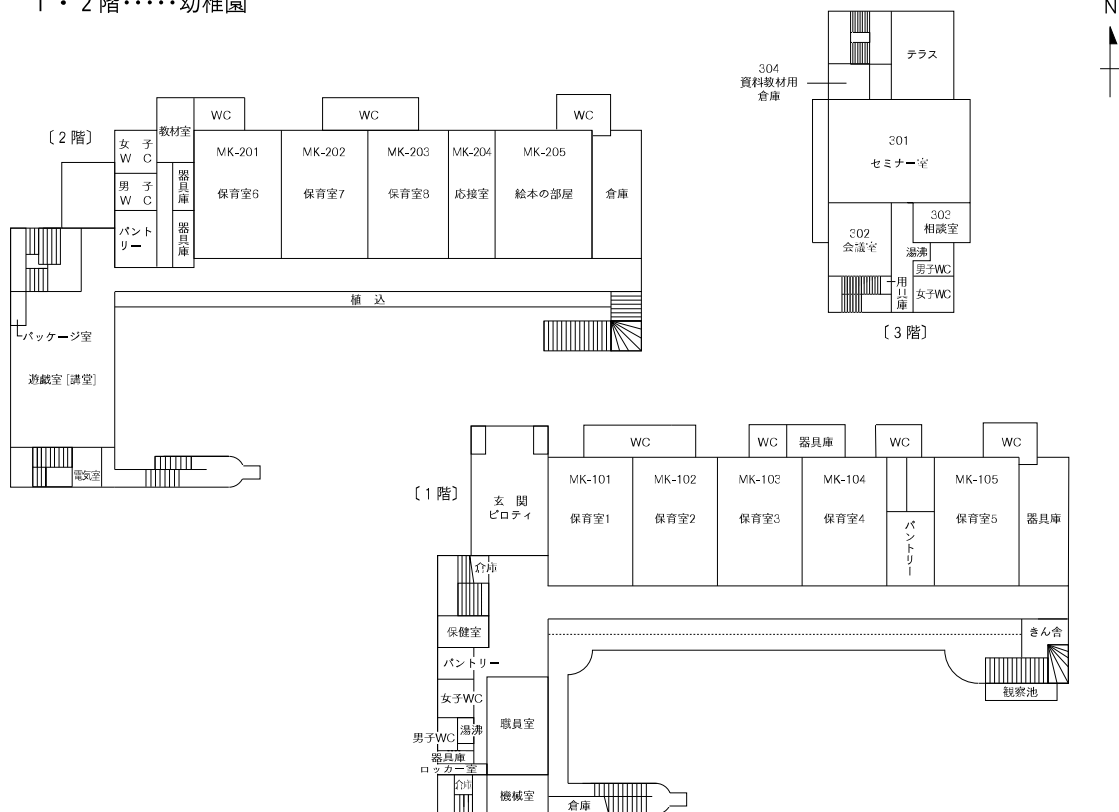 1・2階・・・・・幼稚園
N
〔2階〕
女子
WC
男子
WC
パント
リー
教材室
器具庫
器具庫
WC
WC
WC
MK-201
保育室6
MK-202
保育室7
MK-203
保育室8
MK-204
応接室
MK-205
絵本の部屋
倉庫
植込
パッケージ室
遊戯室[講堂]
電気室
304
資料教材用
倉庫
テラス
301
セミナー室
302
会議室
303
相談室
湯沸
男子WC
用具庫
女子WC
〔3階〕
〔1階〕
玄関
ピロティ
WC
WC
器具庫
WC
WC
MK-101
保育室1
MK-102
保育室2
MK-103
保育室3
MK-104
保育室4
パントリー
MK-105
保育室5
器具庫
倉庫
保健室
パントリー
女子WC
湯沸
男子WC
器具庫
ロッカー室
倉庫
職員室
機械室
倉庫
きん舎
観察池